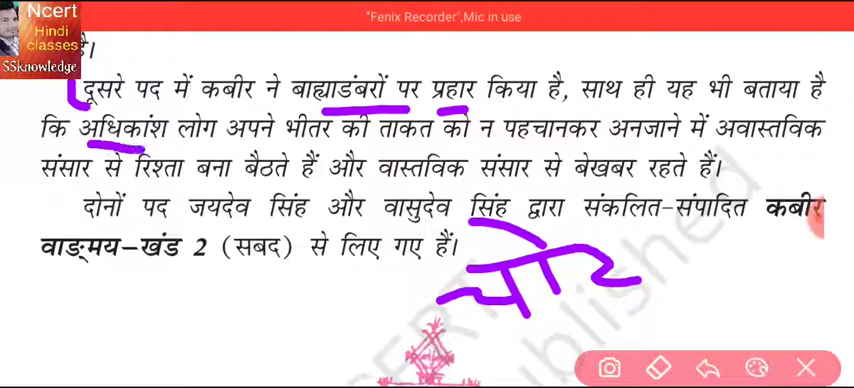 "Fenix Recorder",Mic in use
Ncert
Hindi
classes
SSknowledge
है।
दूसरे पद में कबीर ने बाह्याडंबरों पर प्रहार किया है, साथ ही यह भी बताया है
कि अधिकांश लोग अपने भीतर की ताकत को न पहचानकर अनजाने में अवास्तविक
संसार से रिश्ता बना बैठते हैं और वास्तविक संसार से बेखबर रहते हैं।
दोनों पद जयदेव सिंह और वासुदेव सिंह द्वारा संकलित-संपादित कबीर
वाङ्मय–खंड 2 (सबद) से लिए गए हैं।
चोट